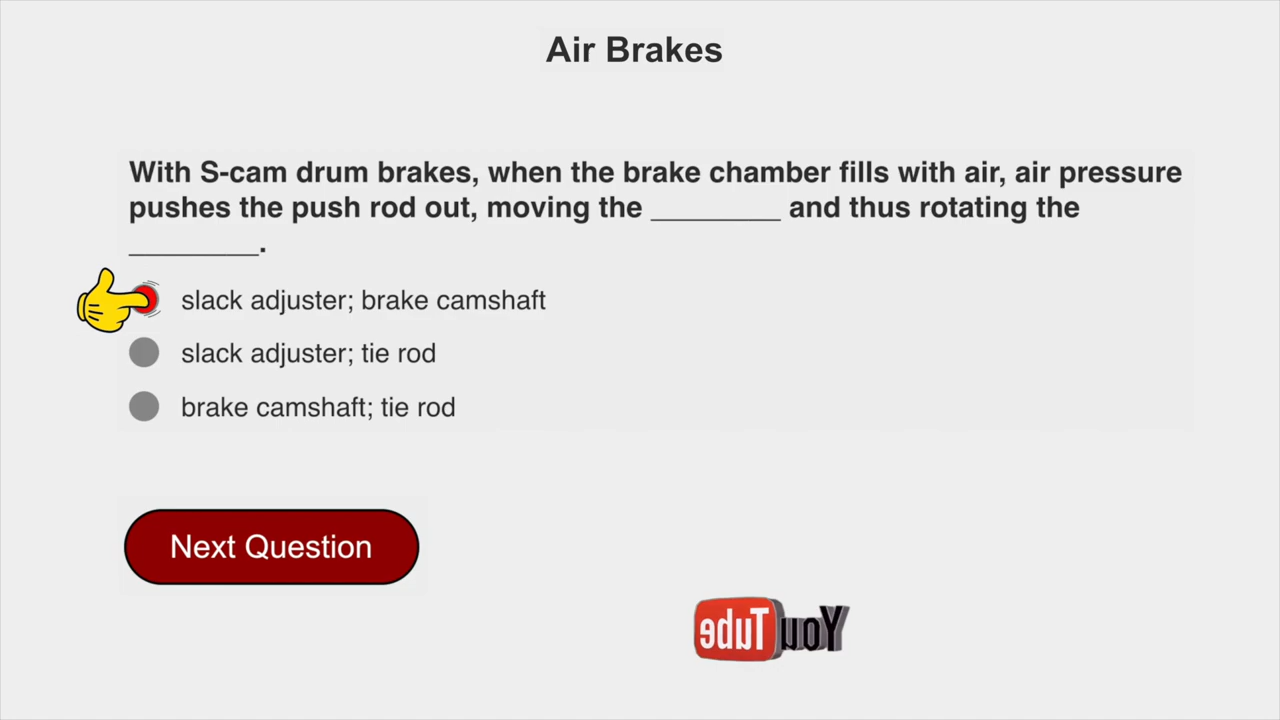 Air Brakes
With S-cam drum brakes, when the brake chamber fills with air, air pressure
pushes the push rod out, moving the ________ and thus rotating the
________.
slack adjuster; brake camshaft
slack adjuster; tie rod
brake camshaft; tie rod
Next Question
YouTube